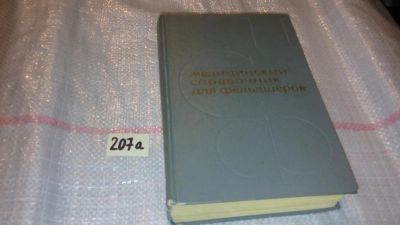 медицинский
справочник
для фельдшеров
207а